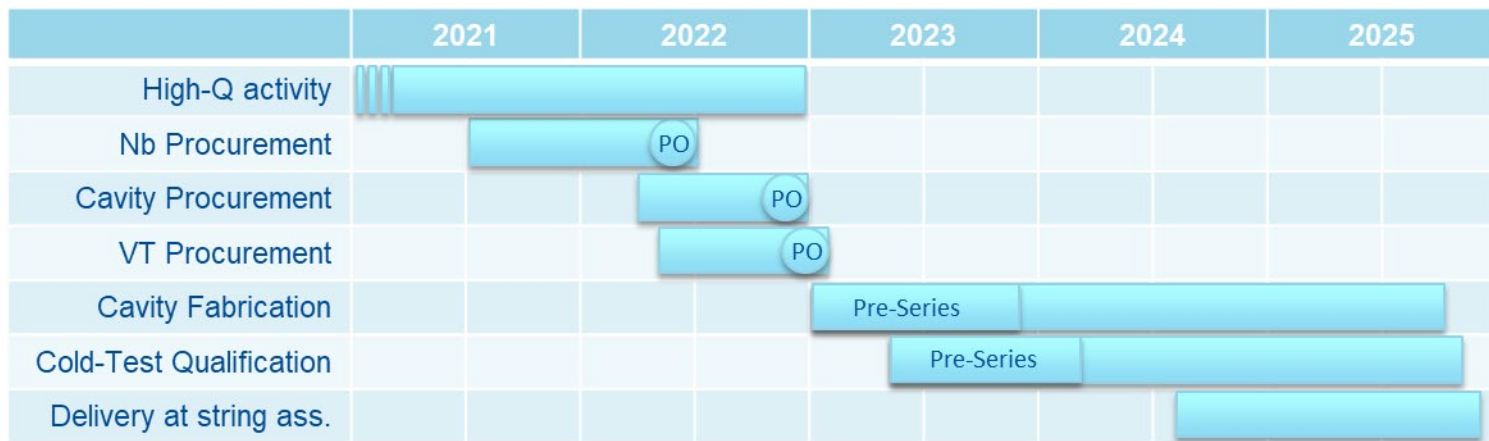 2021 2022 2023 2024 2025
High-Q activity
Nb Procurement PO
Cavity Procurement PO
VT Procurement PO
Cavity Fabrication Pre-Series
Cold-Test Qualification Pre-Series
Delivery at string ass.